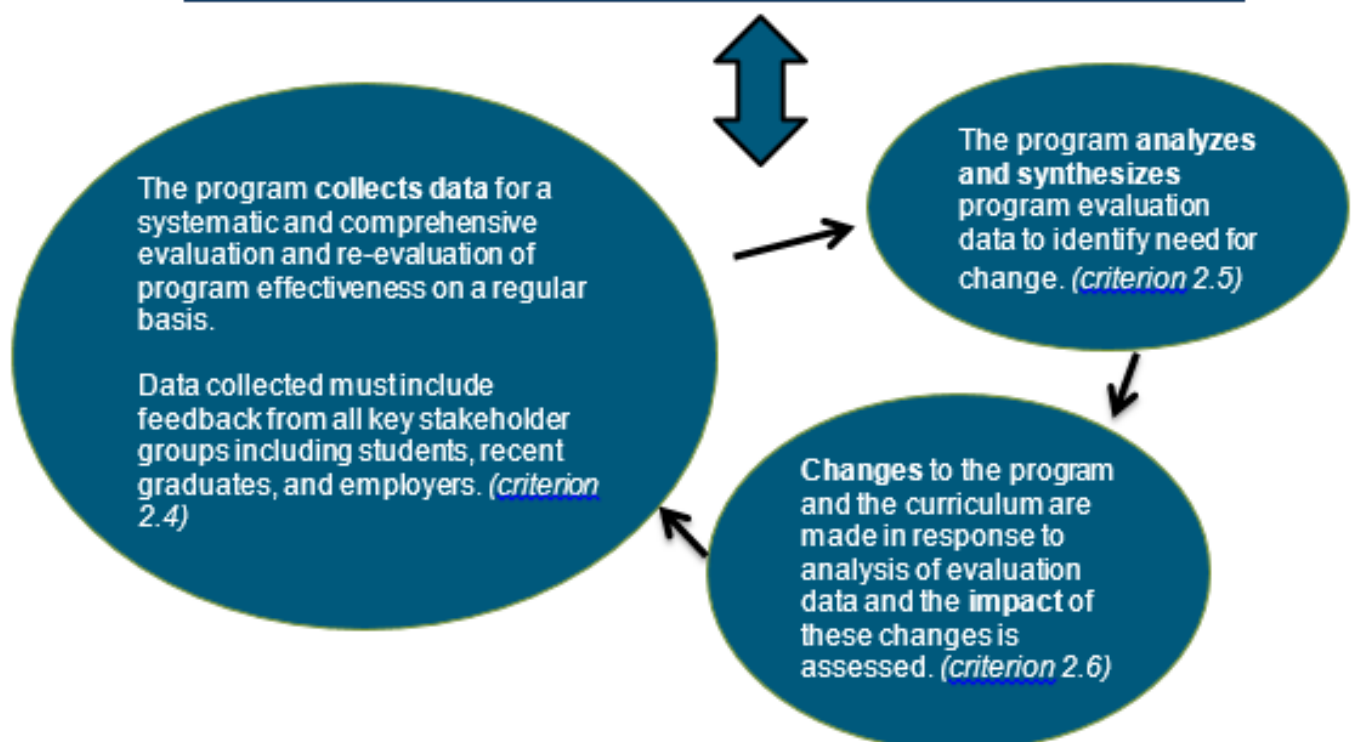 The program collects data for a
systematic and comprehensive
evaluation and re-evaluation of
program effectiveness on a regular
basis.
Data collected must include
feedback from all key stakeholder
groups including students, recent
graduates, and employers. (criterion
2.4)
The program analyzes
and synthesizes
program evaluation
data to identify need for
change. (criterion 2.5)
Changes to the program
and the curriculum are
made in response to
analysis of evaluation
data and the impact of
these changes is
assessed. (criterion 2.6)